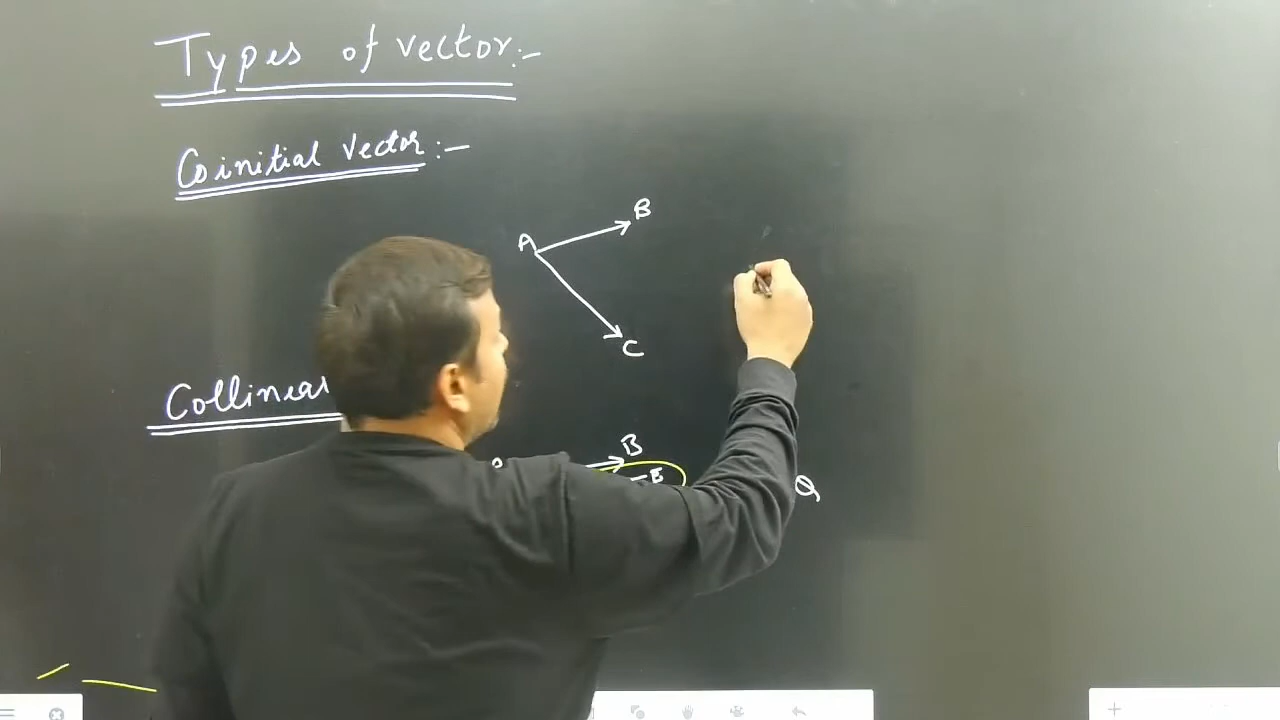 Types of vector:-
Coinitial Vector:-
B
A
C
Collinear
B
E
Q